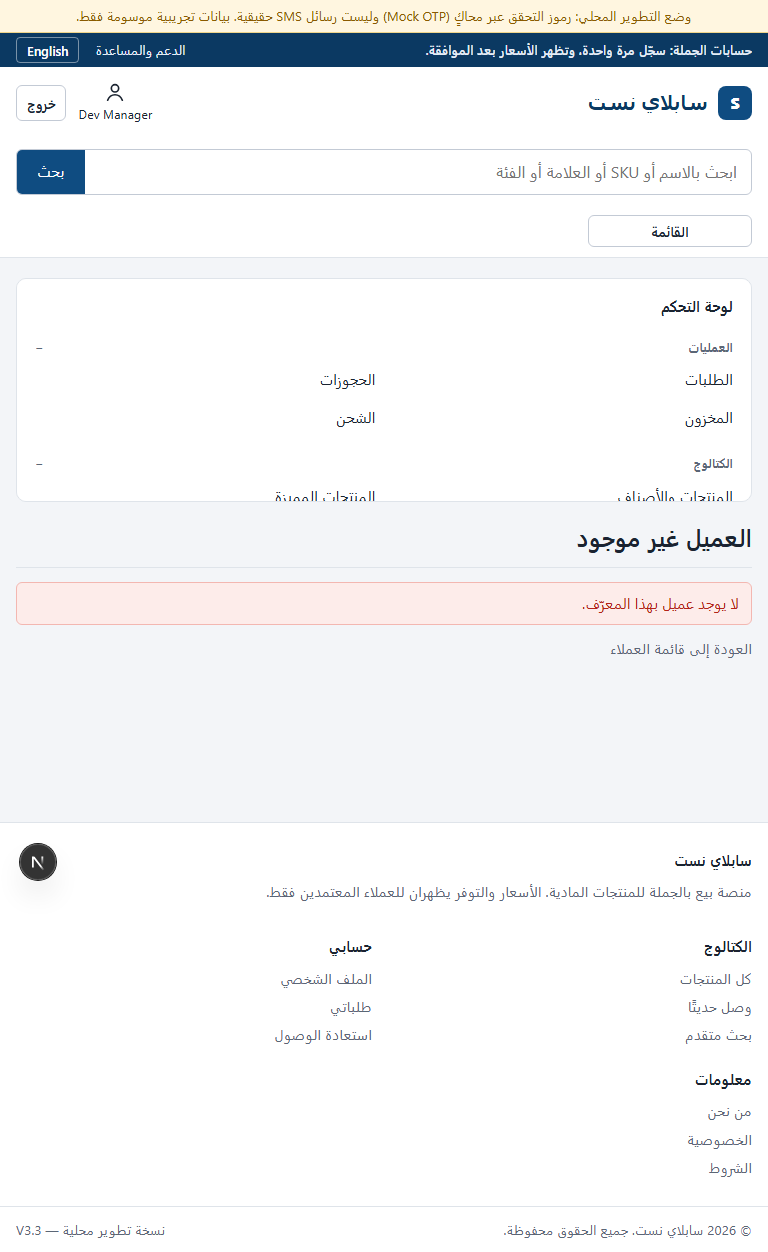 وضع التطوير المحلي: رموز التحقق عبر محاكٍ (Mock OTP) وليست رسائل SMS حقيقية. بيانات تجريبية موسومة فقط.
حسابات الجملة: سجّل مرة واحدة، وتظهر الأسعار بعد الموافقة.
الدعم والمساعدة
English
سابلاي نست
Dev Manager
خروج
ابحث بالاسم أو SKU أو العلامة أو الفئة
بحث
القائمة
لوحة التحكم
العمليات –
الطلبات
الحجوزات
المخزون
الشحن
الكتالوج –
المنتجات والأصناف
المنتجات المميزة
العميل غير موجود
لا يوجد عميل بهذا المعرّف.
العودة إلى قائمة العملاء
سابلاي نست
منصة بيع بالجملة للمنتجات المادية. الأسعار والتوفر يظهران للعملاء المعتمدين فقط.
الكتالوج
كل المنتجات
وصل حديثًا
بحث متقدم
حسابي
الملف الشخصي
طلباتي
استعادة الوصول
معلومات
من نحن
الخصوصية
الشروط
© 2026 سابلاي نست. جميع الحقوق محفوظة.
نسخة تطوير محلية — V3.3